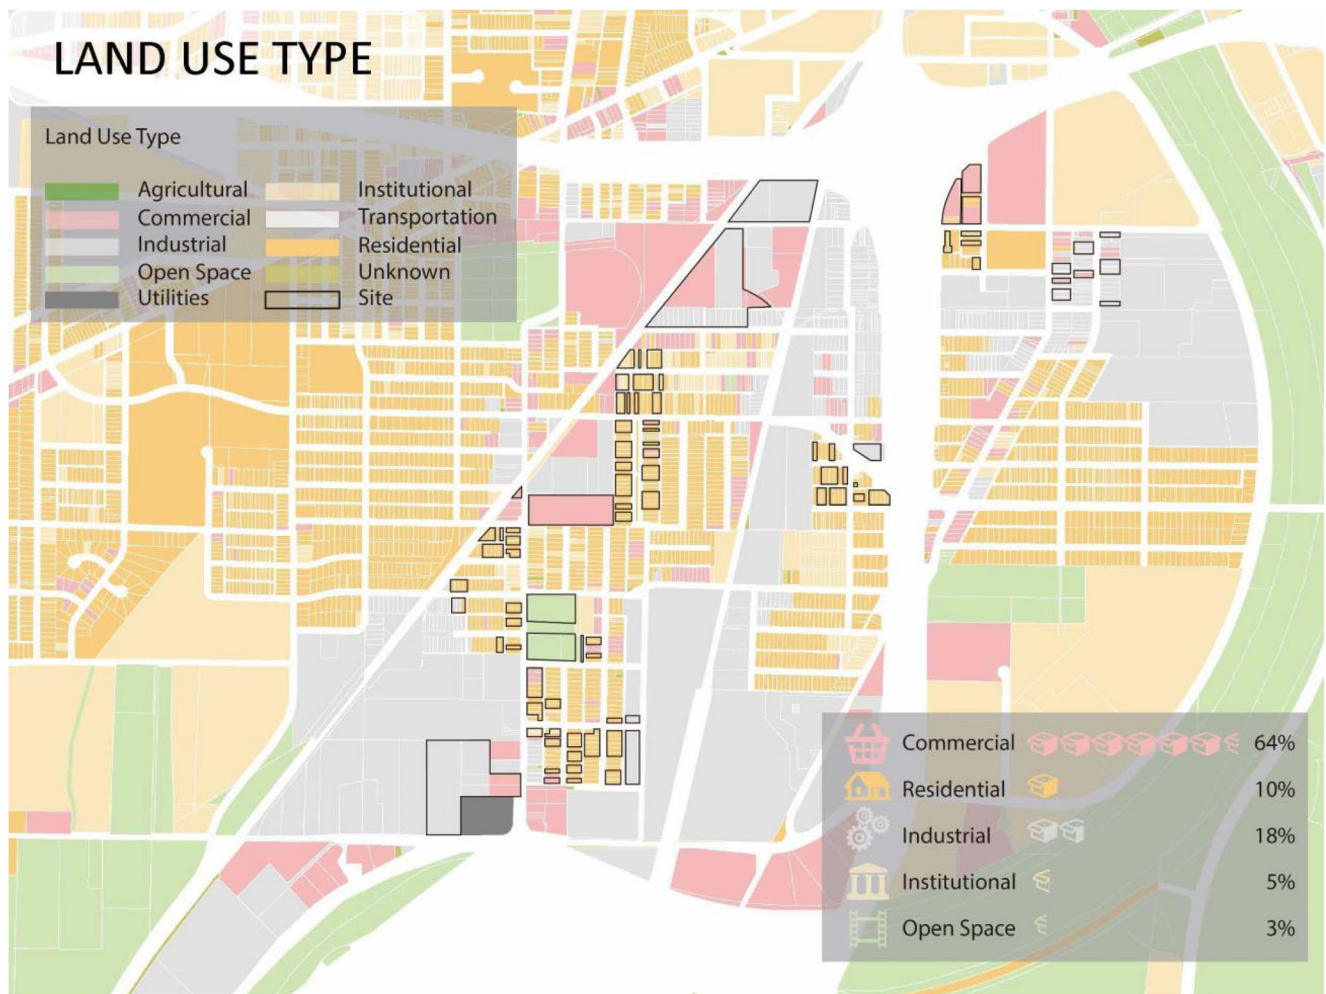 LAND USE TYPE
Land Use Type
Agricultural
Institutional
Commercial
Transportation
Industrial
Residential
Open Space
Unknown
Utilities
Site
Commercial 64%
Residential 10%
Industrial 18%
Institutional 5%
Open Space 3%